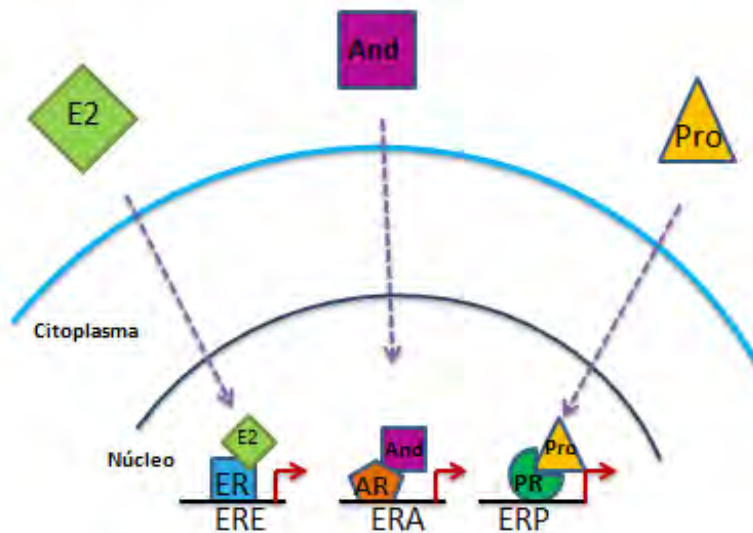 And
E2
Pro
Citoplasma
Núcleo
E2
And
Pro
ER
AR
PR
ERE
ERA
ERP